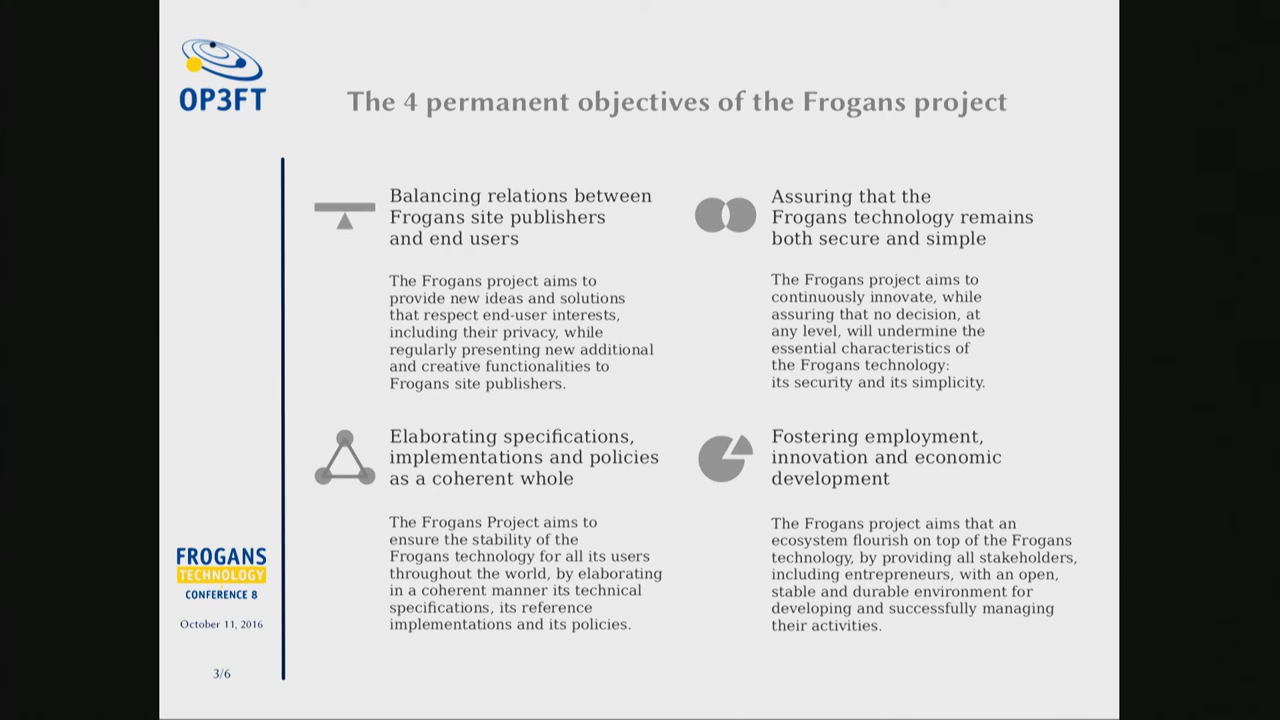 OP3FT
The 4 permanent objectives of the Frogans project
Balancing relations between
Frogans site publishers
and end users
The Frogans project aims to
provide new ideas and solutions
that respect end-user interests,
including their privacy, while
regularly presenting new additional
and creative functionalities to
Frogans site publishers.
Assuring that the
Frogans technology remains
both secure and simple
The Frogans project aims to
continuously innovate, while
assuring that no decision, at
any level, will undermine the
essential characteristics of
the Frogans technology:
its security and its simplicity.
Elaborating specifications,
implementations and policies
as a coherent whole
The Frogans Project aims to
ensure the stability of the
Frogans technology for all its users
throughout the world, by elaborating
in a coherent manner its technical
specifications, its reference
implementations and its policies.
Fostering employment,
innovation and economic
development
The Frogans project aims that an
ecosystem flourish on top of the Frogans
technology, by providing all stakeholders,
including entrepreneurs, with an open,
stable and durable environment for
developing and successfully managing
their activities.
FROGANS
TECHNOLOGY
CONFERENCE 8
October 11, 2016
3/6